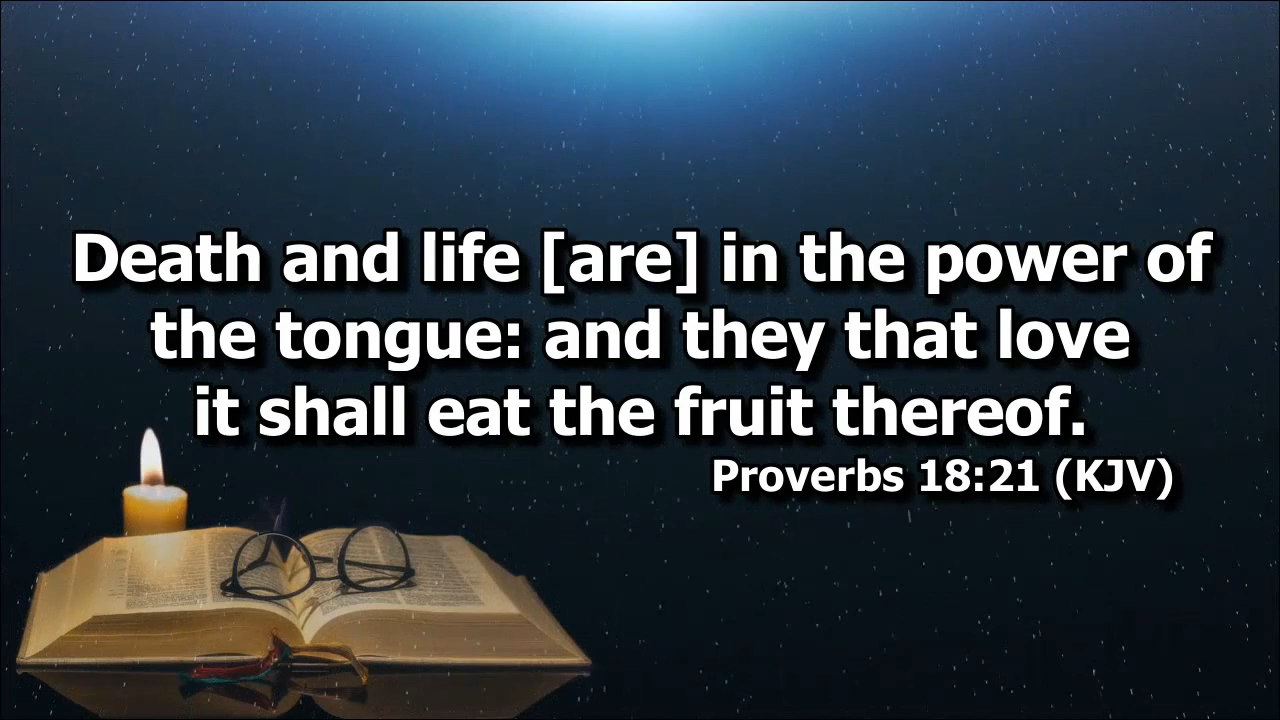 Death and life [are] in the power of
the tongue: and they that love
it shall eat the fruit thereof.
Proverbs 18:21 (KJV)